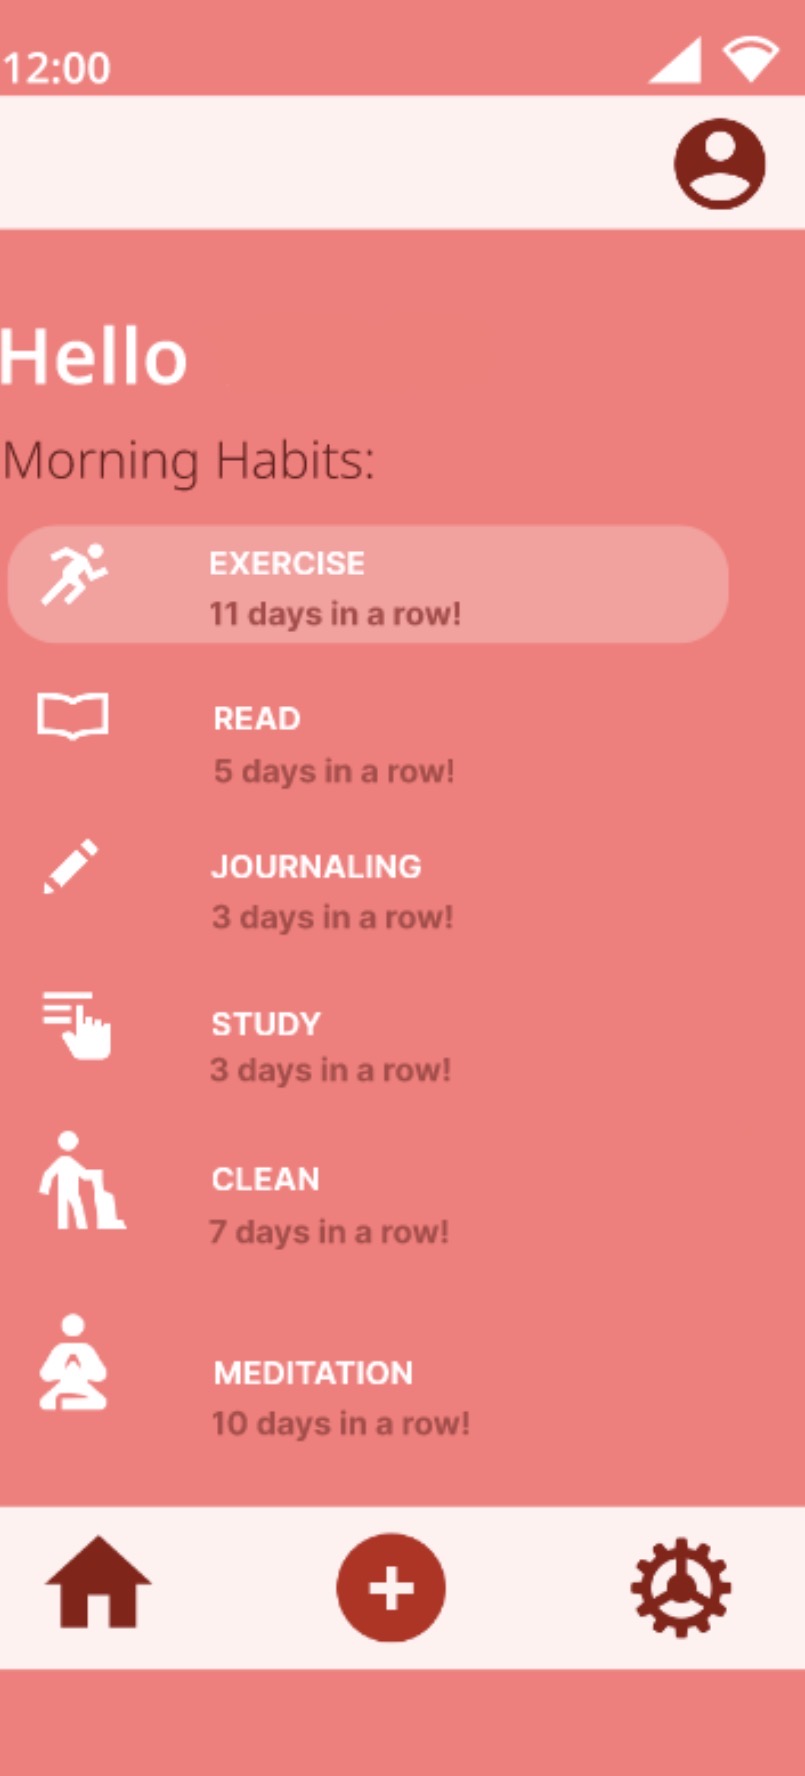 12:00
Hello
Morning Habits:
EXERCISE
11 days in a row!
READ
5 days in a row!
JOURNALING
3 days in a row!
STUDY
3 days in a row!
CLEAN
7 days in a row!
MEDITATION
10 days in a row!